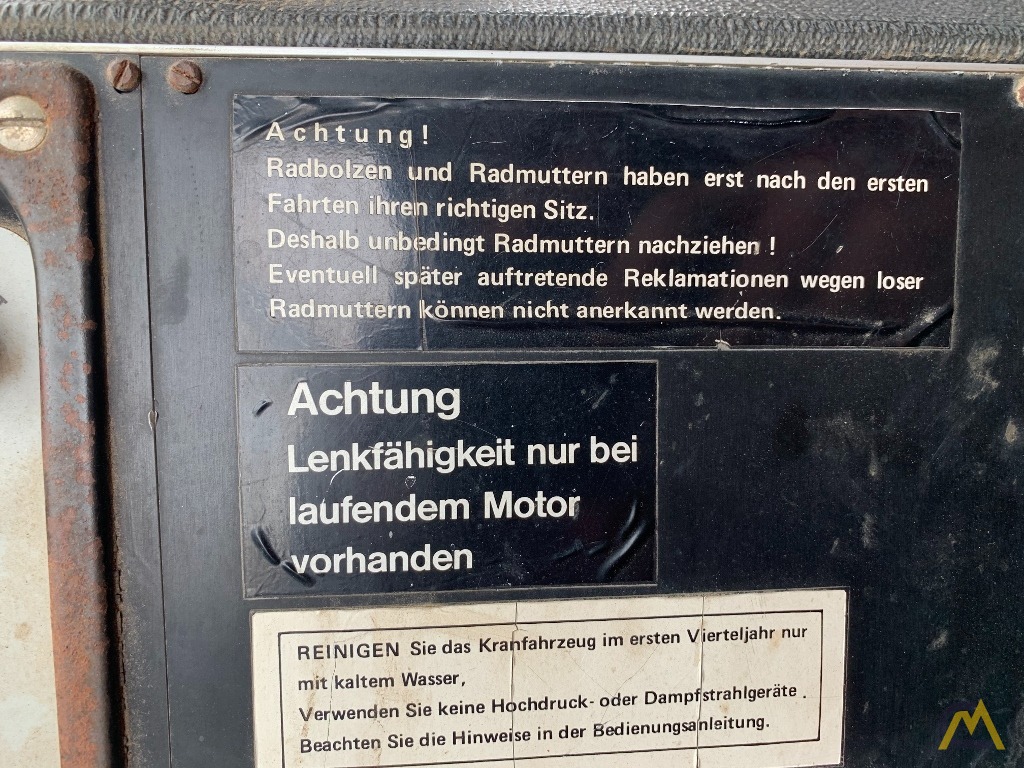 Achtung!
Radbolzen und Radmuttern haben erst nach den ersten
Fahrten ihren richtigen Sitz.
Deshalb unbedingt Radmuttern nachziehen !
Eventuell später auftretende Reklamationen wegen loser
Radmuttern können nicht anerkannt werden.
Achtung
Lenkfähigkeit nur bei
laufendem Motor
vorhanden
REINIGEN Sie das Kranfahrzeug im ersten Vierteljahr nur
mit kaltem Wasser,
Verwenden Sie keine Hochdruck- oder Dampfstrahlgeräte .
Beachten Sie die Hinweise in der Bedienungsanleitung.